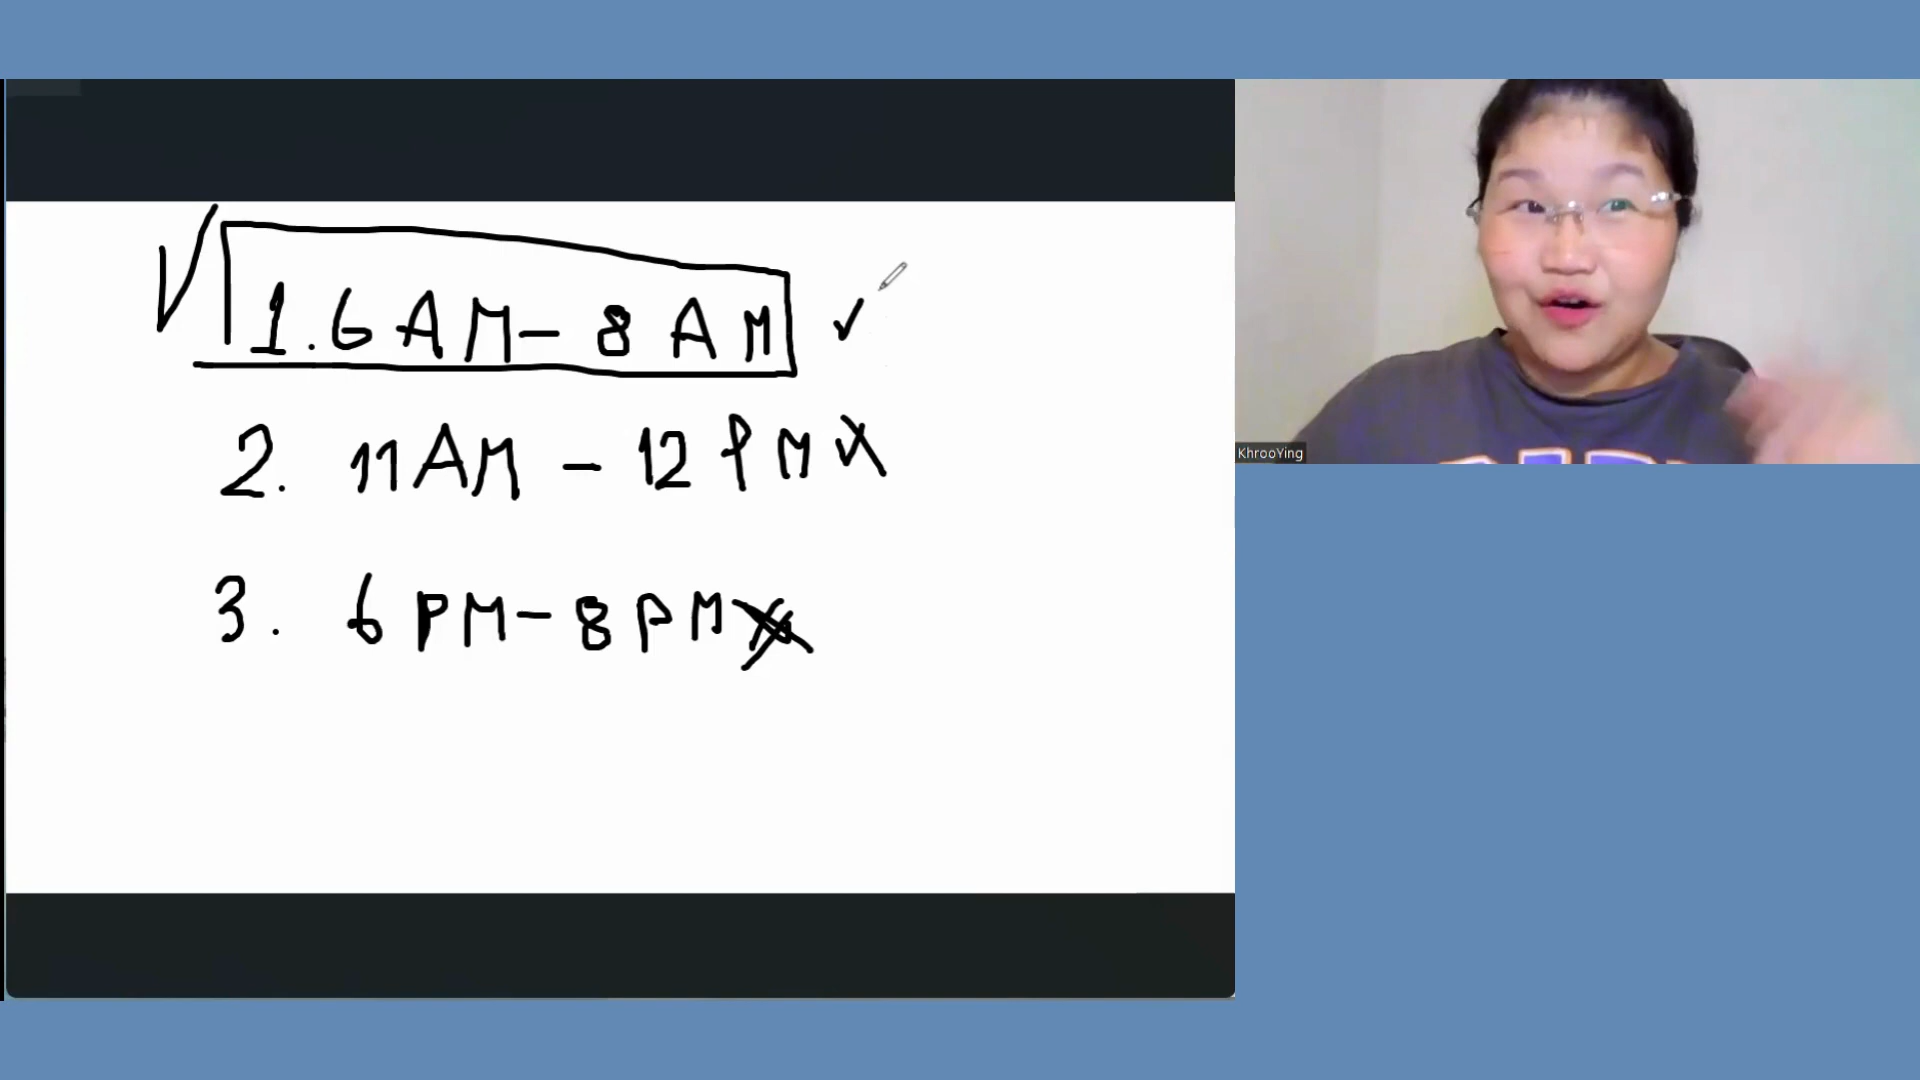 1. 6 AM - 8 AM ✓
2. 11 AM - 12 PM X
3. 6 PM - 8 PM X
KhrooYing